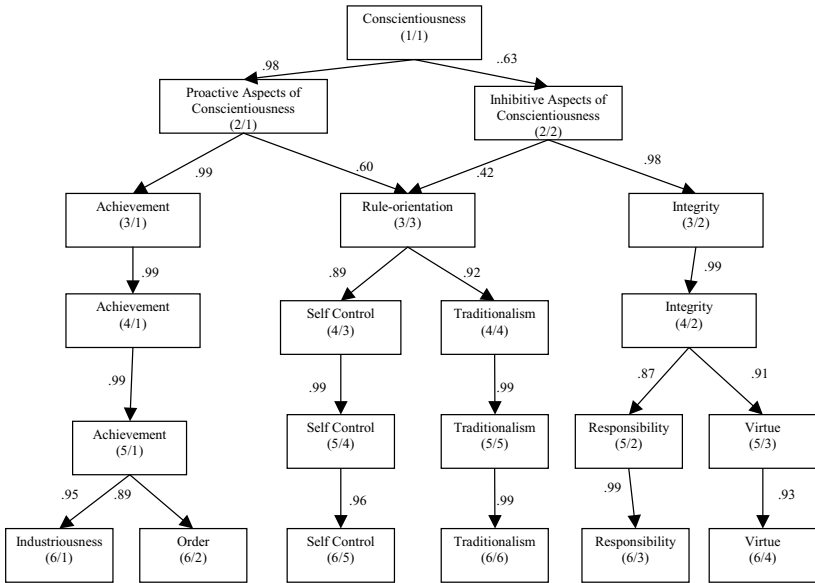 Conscientiousness
(1/1)
.98
..63
Proactive Aspects of
Conscientiousness
(2/1)
Inhibitive Aspects of
Conscientiousness
(2/2)
.99
.60
.42
.98
Achievement
(3/1)
Rule-orientation
(3/3)
Integrity
(3/2)
.99
.89
.92
.99
Achievement
(4/1)
Self Control
(4/3)
Traditionalism
(4/4)
Integrity
(4/2)
.99
.99
.99
.87
.91
Achievement
(5/1)
Self Control
(5/4)
Traditionalism
(5/5)
Responsibility
(5/2)
Virtue
(5/3)
.95
.89
.96
.99
.99
.93
Industriousness
(6/1)
Order
(6/2)
Self Control
(6/5)
Traditionalism
(6/6)
Responsibility
(6/3)
Virtue
(6/4)